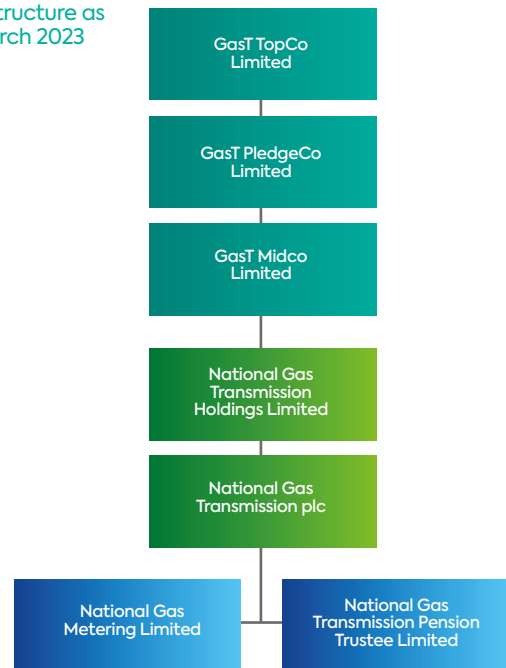 tructure as
rch 2023
GasT TopCo
Limited
GasT PledgeCo
Limited
GasT Midco
Limited
National Gas
Transmission
Holdings Limited
National Gas
Transmission plc
National Gas
Metering Limited
National Gas
Transmission Pension
Trustee Limited